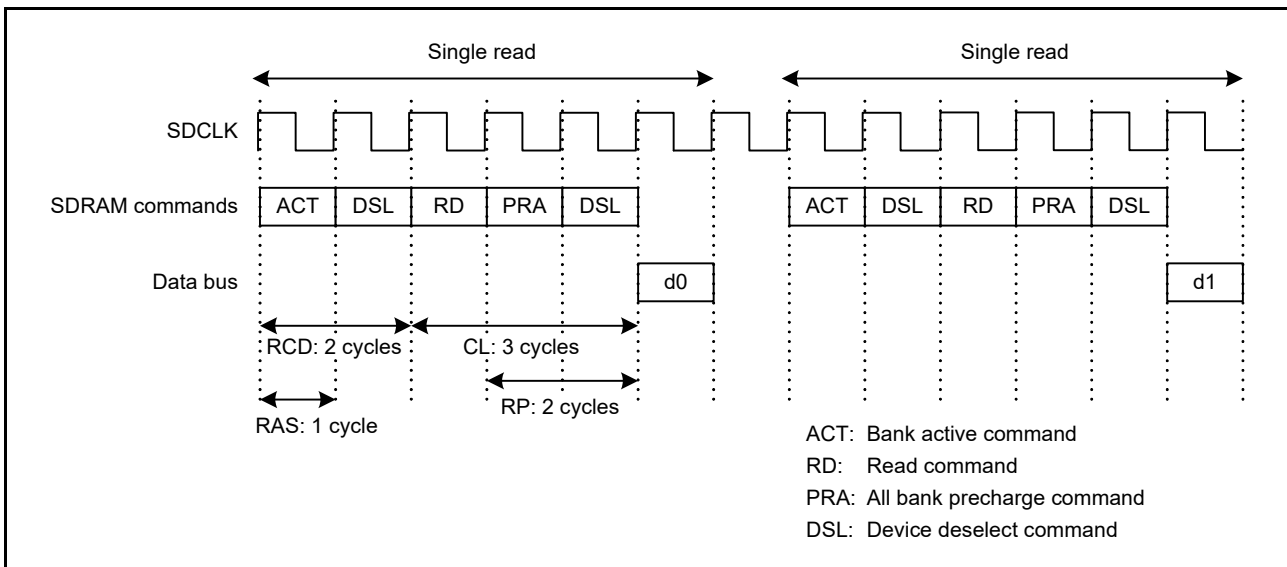 Single read Single read
SDCLK
SDRAM commands ACT DSL RD PRA DSL ACT DSL RD PRA DSL
Data bus d0 d1
RCD: 2 cycles CL: 3 cycles
RAS: 1 cycle RP: 2 cycles
ACT: Bank active command
RD: Read command
PRA: All bank precharge command
DSL: Device deselect command